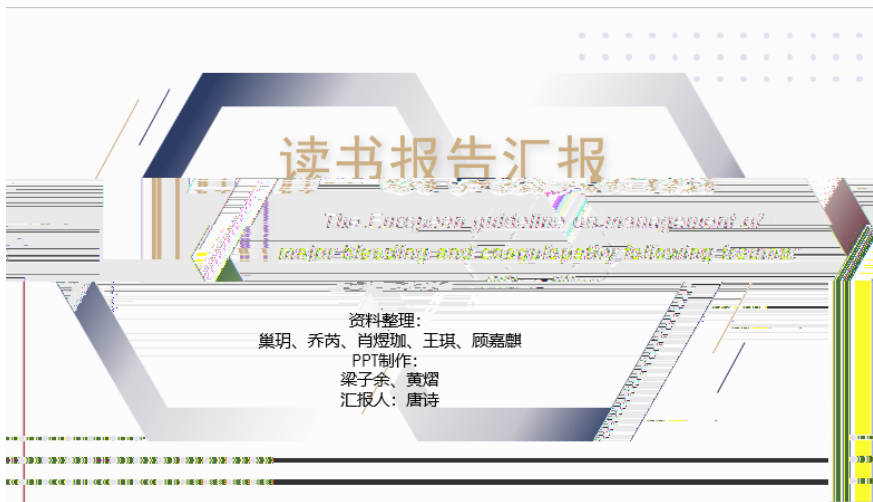 读书报告汇报
The European guideline on management of
major bleeding and coagulopathy following trauma
资料整理：
巢玥、乔芮、肖煜珈、王琪、顾嘉麒
PPT制作：
梁子余、黄熠
汇报人：唐诗